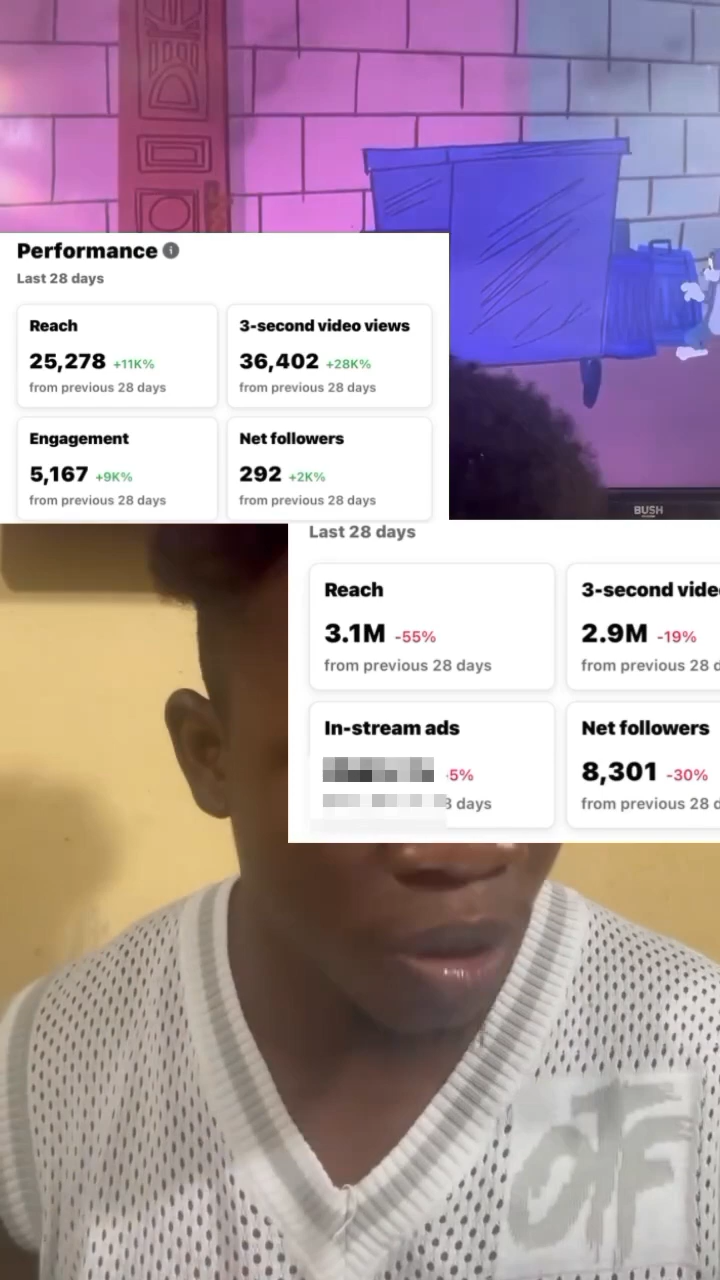 Performance
Last 28 days
Reach
3-second video views
25,278 +11K%
36,402 +28K%
from previous 28 days
from previous 28 days
Engagement
Net followers
5,167 +9K%
292 +2K%
from previous 28 days
from previous 28 days
BUSH
Last 28 days
Reach
3-second vide
3.1M -55%
2.9M -19%
from previous 28 days
from previous 28 d
In-stream ads
Net followers
5%
8,301 -30%
days
from previous 28 d
OTF